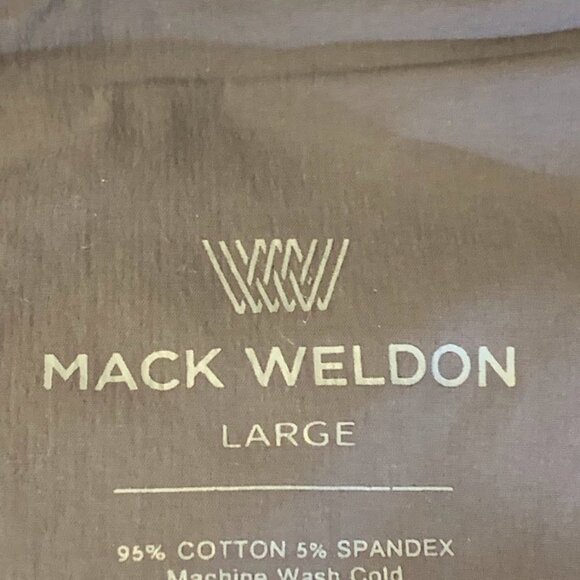 MACK WELDON
LARGE
95% COTTON 5% SPANDEX
Machine Wash Cold